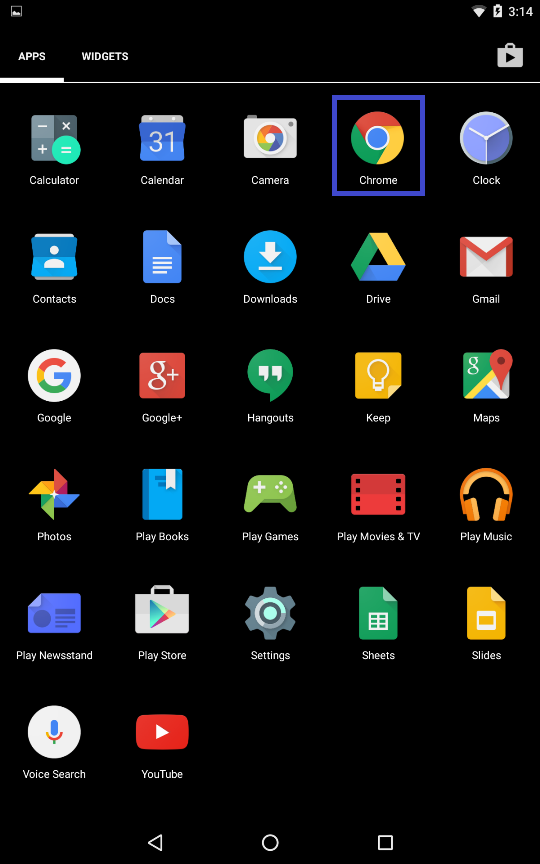 3:14
APPS WIDGETS
31
Calculator Calendar Camera Chrome Clock
Contacts Docs Downloads Drive Gmail
G g+ g
Google Google+ Hangouts Keep Maps
Photos Play Books Play Games Play Movies & TV Play Music
Play Newsstand Play Store Settings Sheets Slides
Voice Search YouTube